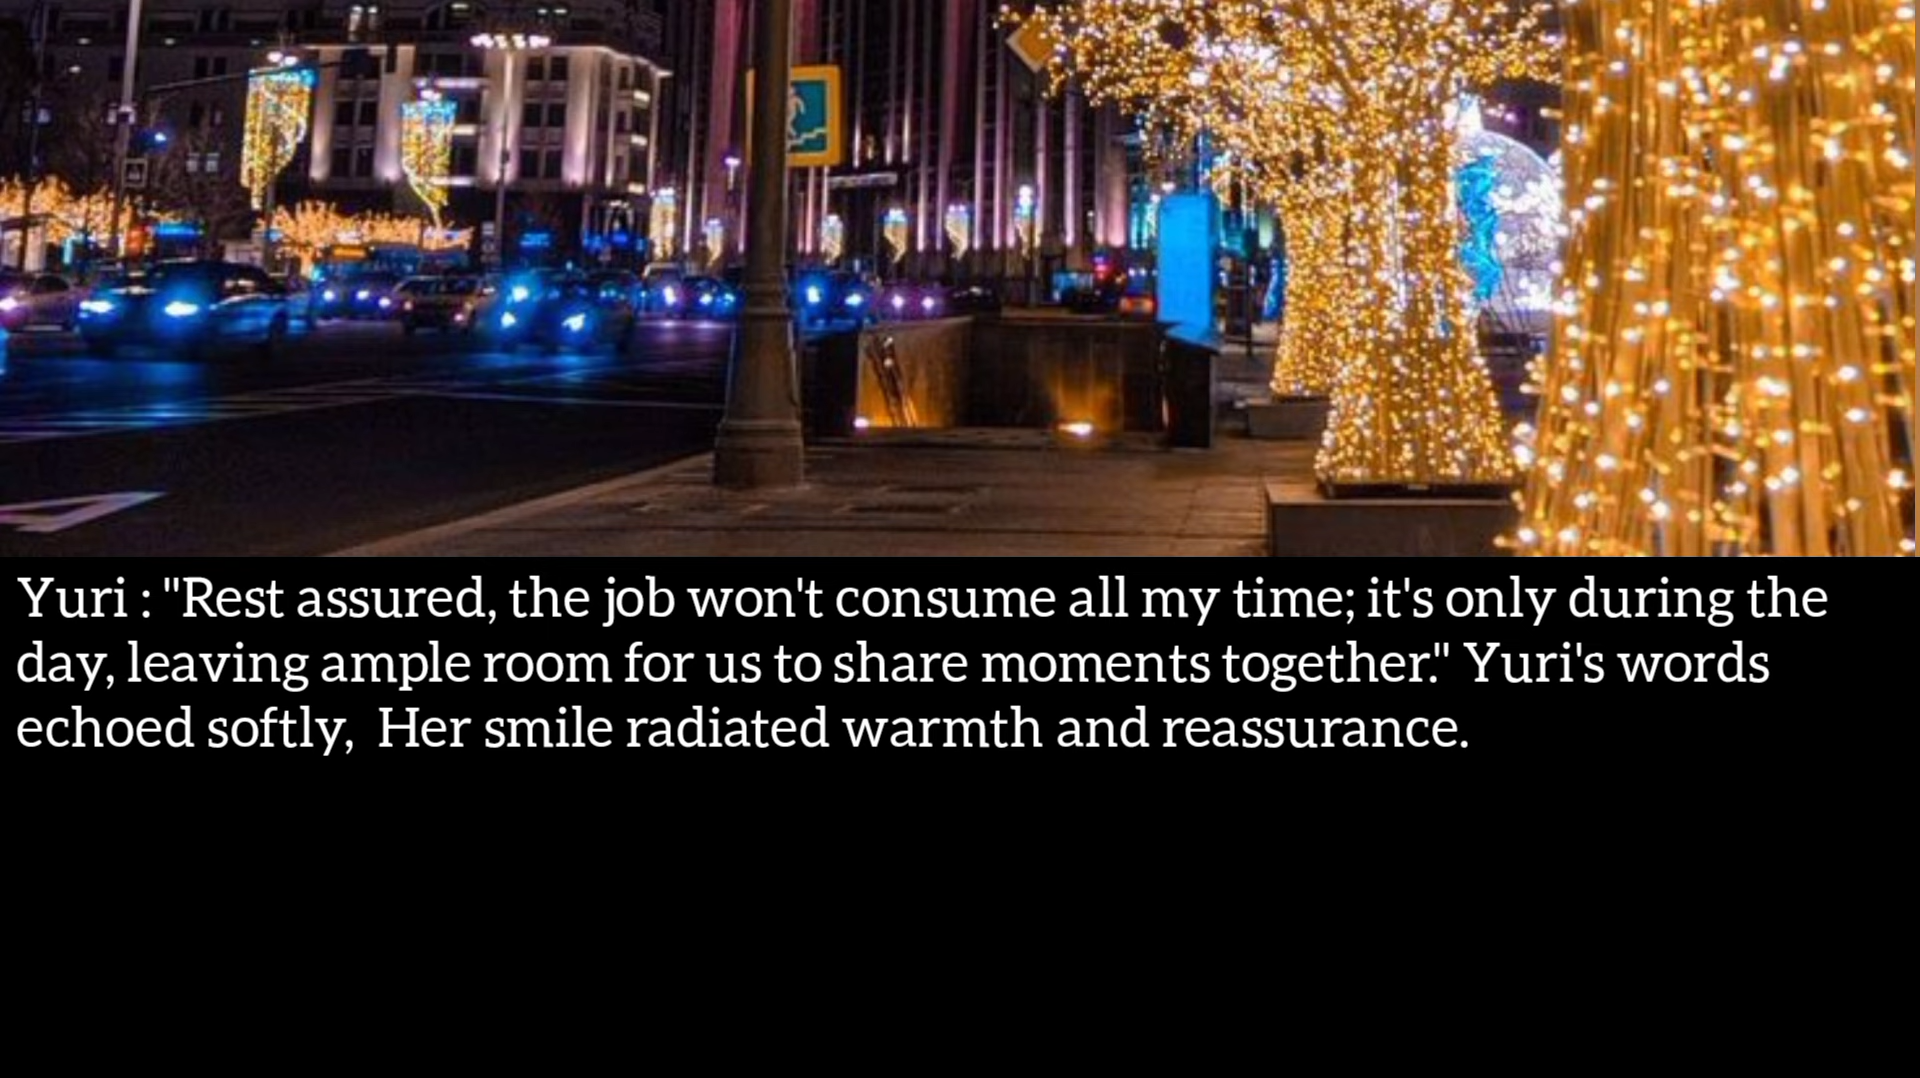 Yuri : "Rest assured, the job won't consume all my time; it's only during the
day, leaving ample room for us to share moments together." Yuri's words
echoed softly,  Her smile radiated warmth and reassurance.